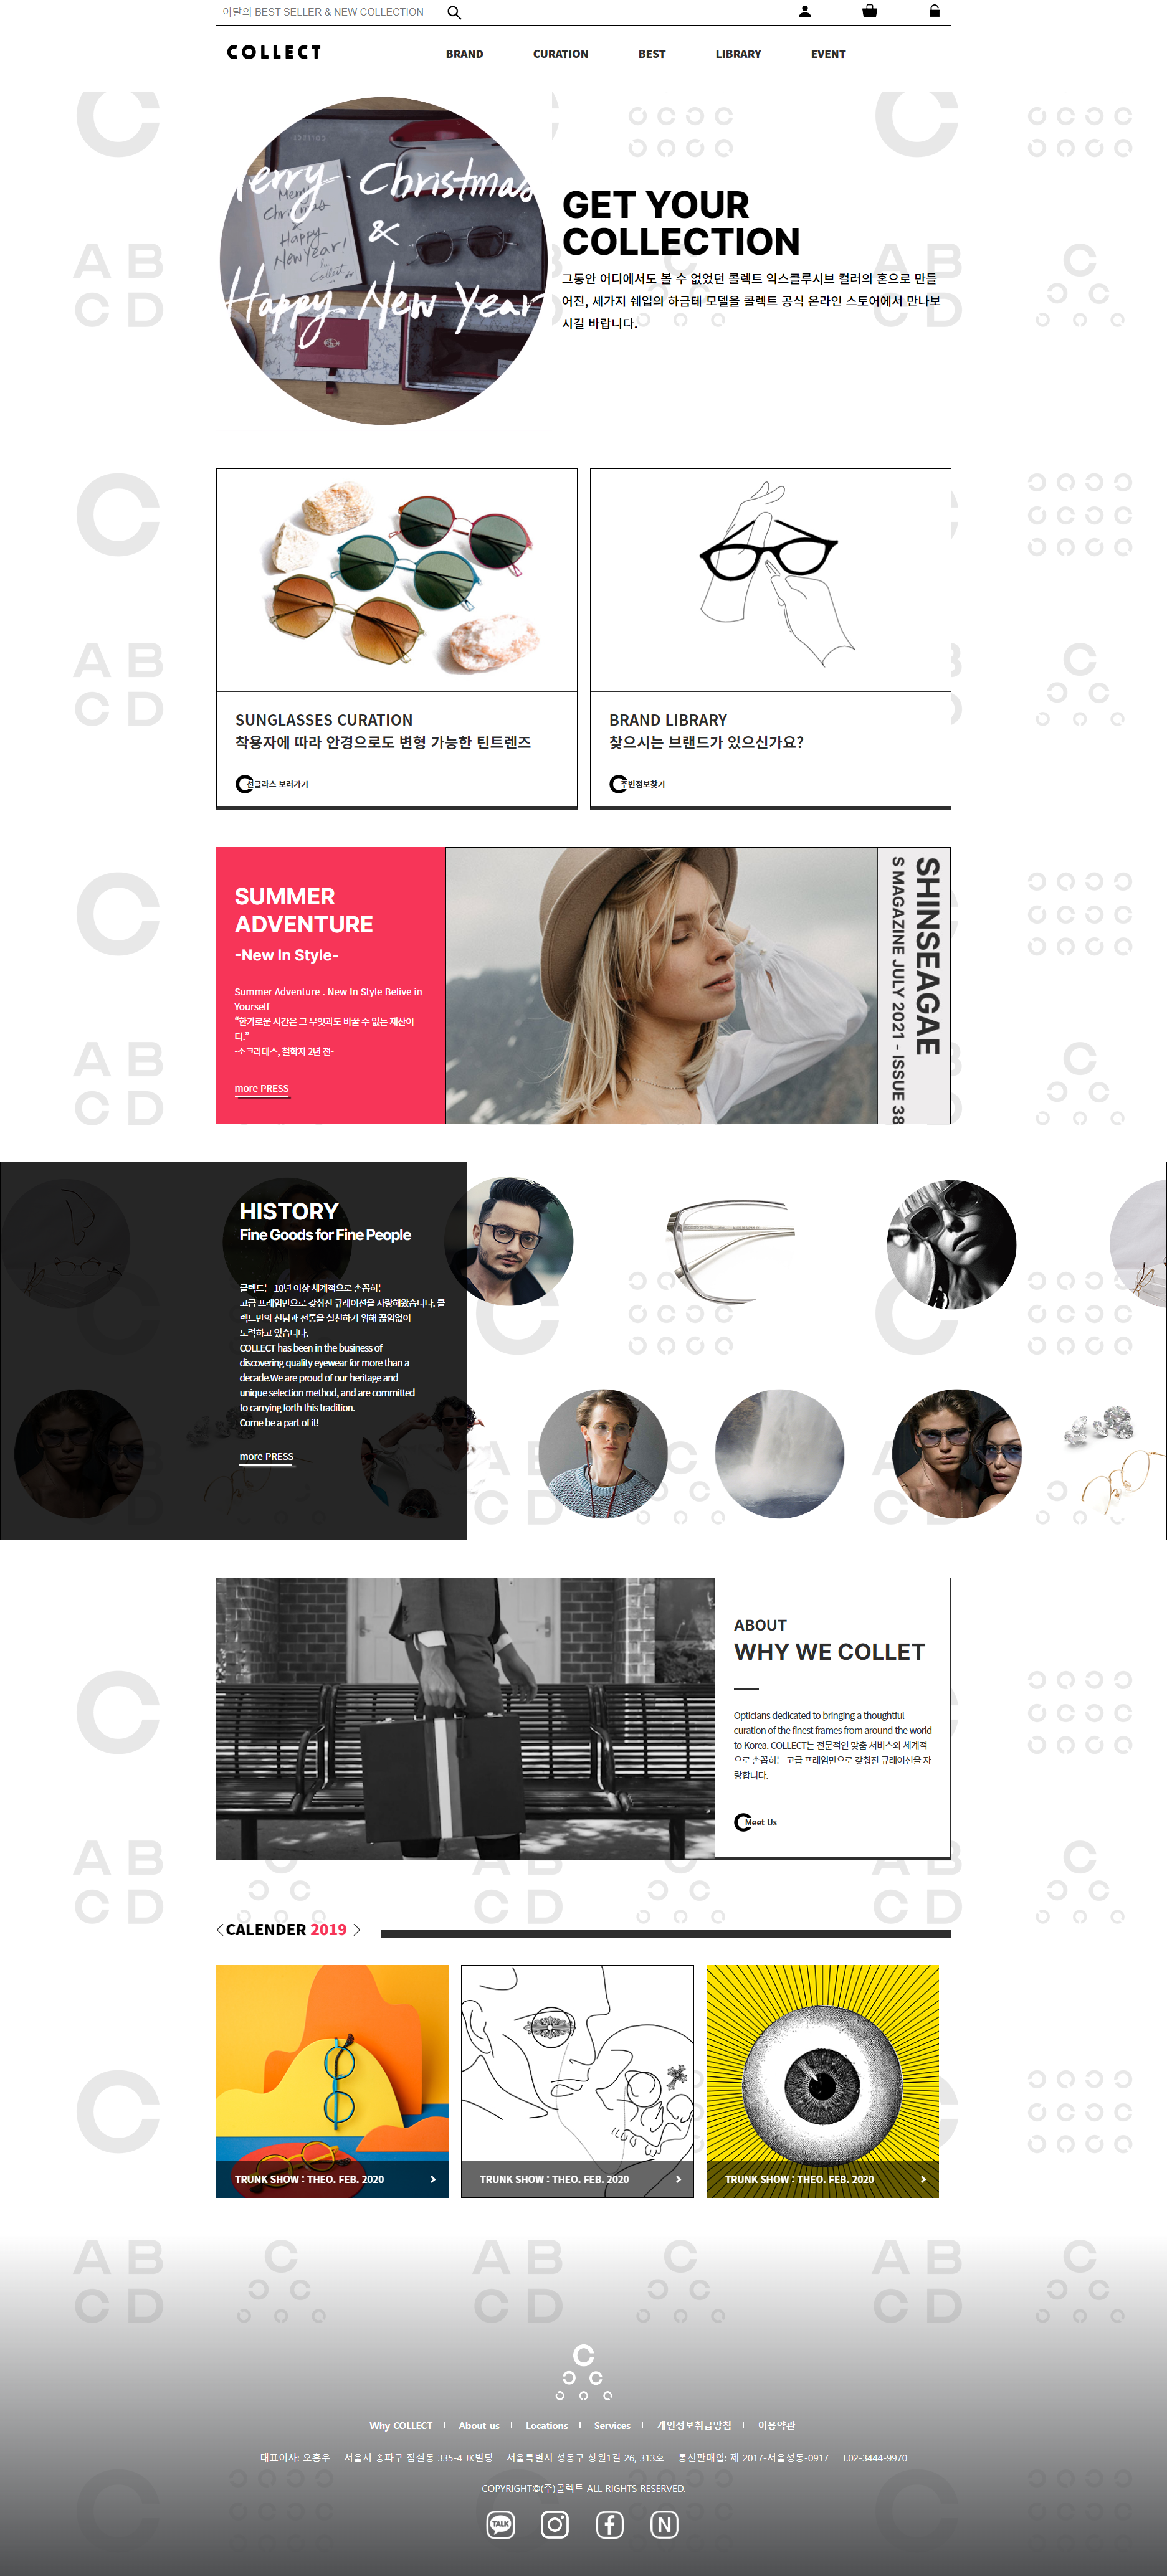 이달의 BEST SELLER & NEW COLLECTION
COLLECT
BRAND CURATION BEST LIBRARY EVENT
Merry Christmas
&
Happy New Year
Merry
Christmas
&
Happy
New Year!
GET YOUR
COLLECTION
그동안 어디에서도 볼 수 없었던 콜렉트 익스클루시브 컬러의 혼으로 만들
어진, 세가지 쉐입의 하금테 모델을 콜렉트 공식 온라인 스토어에서 만나보
시길 바랍니다.
SUNGLASSES CURATION
착용자에 따라 안경으로도 변형 가능한 틴트렌즈
선글라스 보러가기
BRAND LIBRARY
찾으시는 브랜드가 있으신가요?
주변점보찾기
SUMMER
ADVENTURE
-New In Style-
Summer Adventure . New In Style Belive in
Yourself
"한가로운 시간은 그 무엇과도 바꿀 수 없는 재산이
다."
-소크라테스, 철학자 2년 전-
more PRESS
SHINSEAGAE
S MAGAZINE JULY 2021 - ISSUE 38
HISTORY
Fine Goods for Fine People
콜렉트는 10년 이상 세계적으로 손꼽히는
고급 프레임만으로 갖춰진 큐레이션을 자랑해왔습니다. 콜
렉트만의 신념과 전통을 실천하기 위해 끊임없이
노력하고 있습니다.
COLLECT has been in the business of
discovering quality eyewear for more than a
decade.We are proud of our heritage and
unique selection method, and are committed
to carrying forth this tradition.
Come be a part of it!
more PRESS
ABOUT
WHY WE COLLET
Opticians dedicated to bringing a thoughtful
curation of the finest frames from around the world
to Korea. COLLECT는 전문적인 맞춤 서비스와 세계적
으로 손꼽히는 고급 프레임만으로 갖춰진 큐레이션을 자
랑합니다.
Meet Us
CALENDER 2019
TRUNK SHOW : THEO. FEB. 2020
TRUNK SHOW : THEO. FEB. 2020
TRUNK SHOW : THEO. FEB. 2020
Why COLLECT About us Locations Services 개인정보취급방침 이용약관
대표이사: 오홍우 서울시 송파구 잠실동 335-4 JK빌딩 서울특별시 성동구 상원1길 26, 313호 통신판매업: 제 2017-서울성동-0917 T.02-3444-9970
COPYRIGHT©(주)콜렉트 ALL RIGHTS RESERVED.
TALK
N